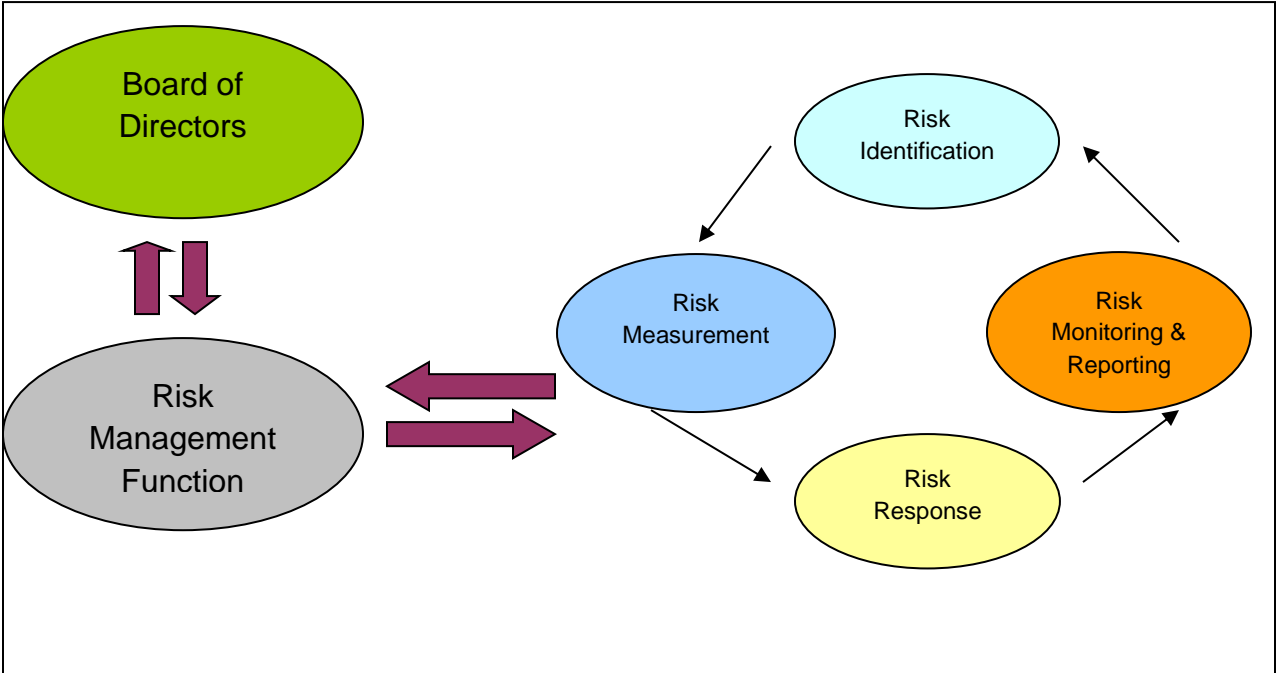 Board of
Directors
Risk
Management
Function
Risk
Identification
Risk
Measurement
Risk
Monitoring &
Reporting
Risk
Response